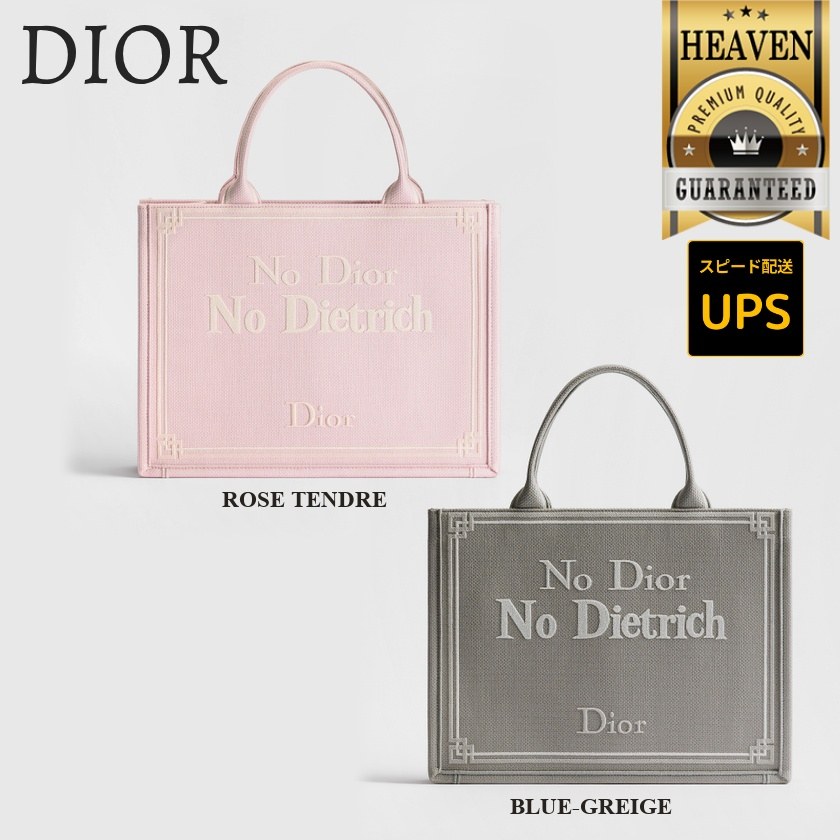 DIOR
HEAVEN
PREMIUM QUALITY
GUARANTEED
スピード配送
UPS
No Dior
No Dietrich
Dior
ROSE TENDRE
No Dior
No Dietrich
Dior
BLUE-GREIGE